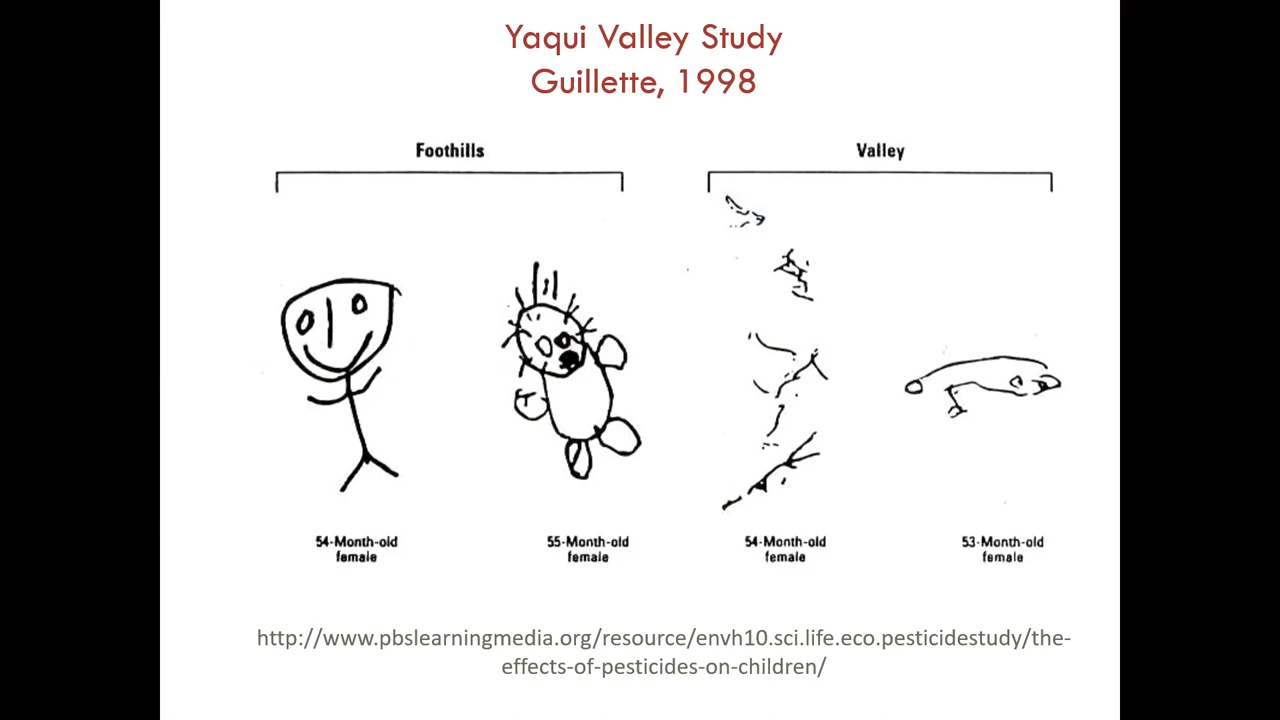 Yaqui Valley Study
Guillette, 1998
Foothills
Valley
54-Month-old
female
55-Month-old
female
54-Month-old
female
53-Month-old
female
http://www.pbslearningmedia.org/resource/envh10.sci.life.eco.pesticidestudy/the-
effects-of-pesticides-on-children/